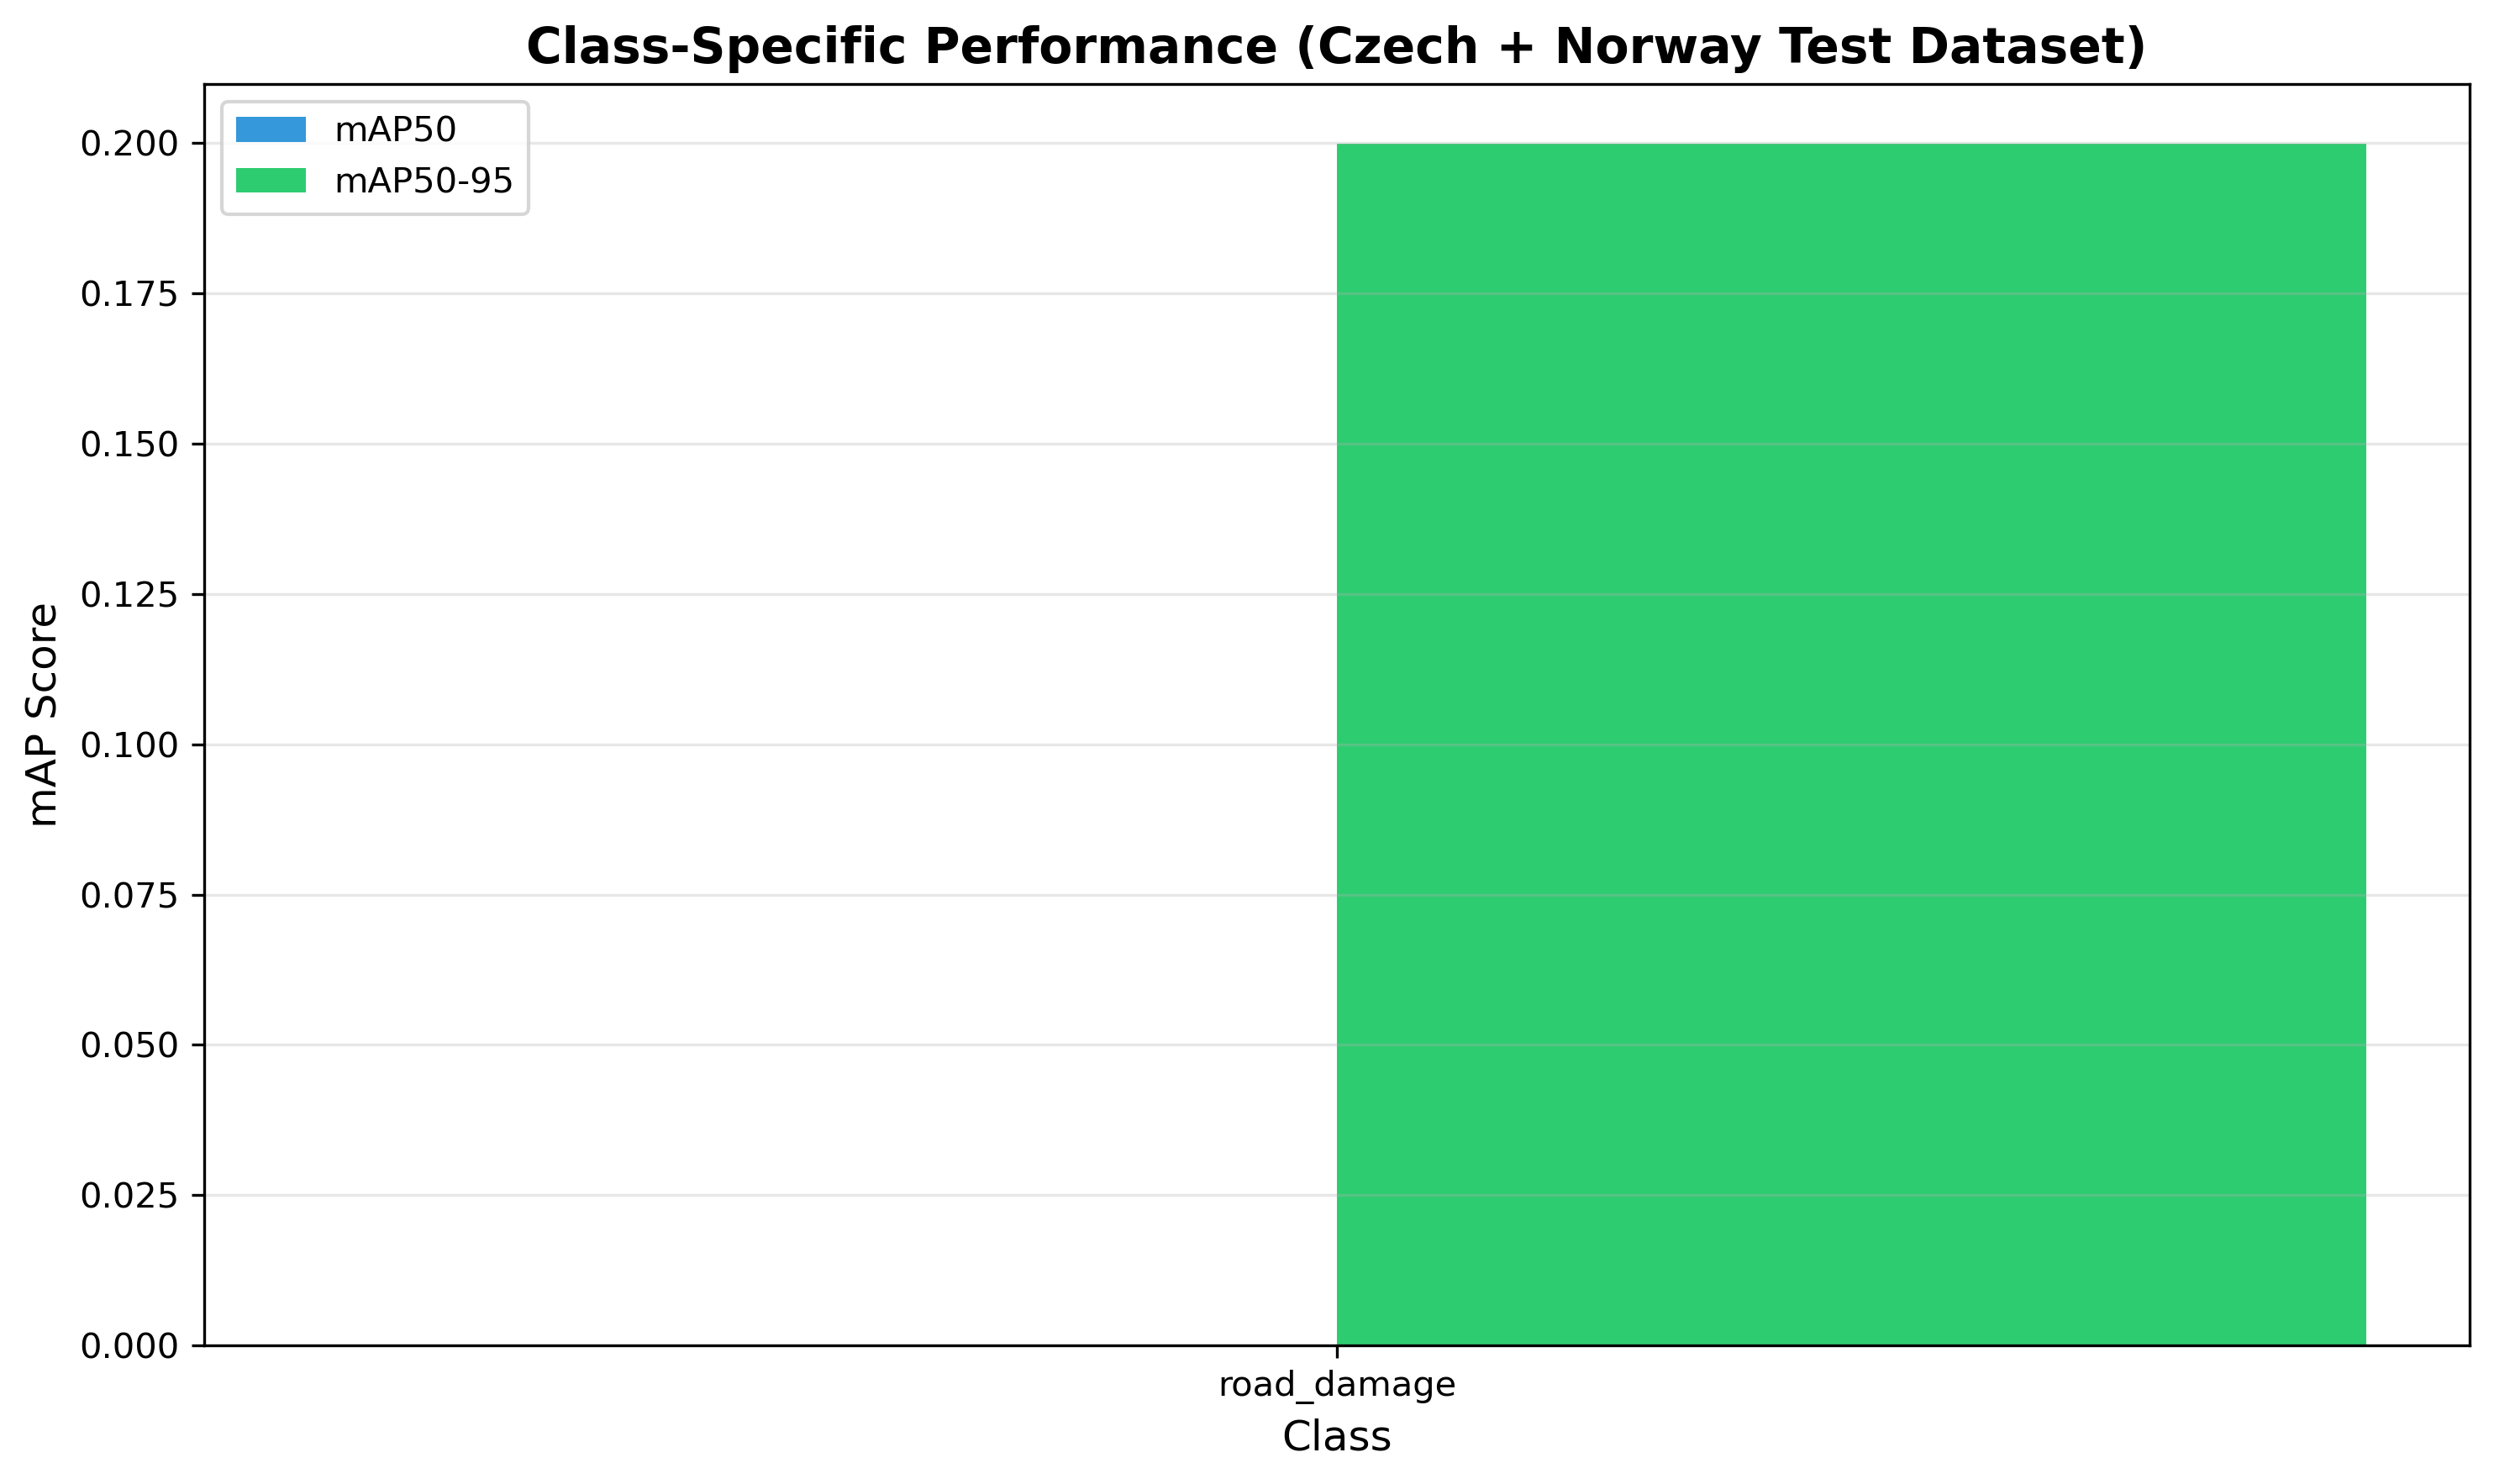 Class-Specific Performance (Czech + Norway Test Dataset)
mAP50
mAP50-95
mAP Score
0.200
0.175
0.150
0.125
0.100
0.075
0.050
0.025
0.000
road_damage
Class